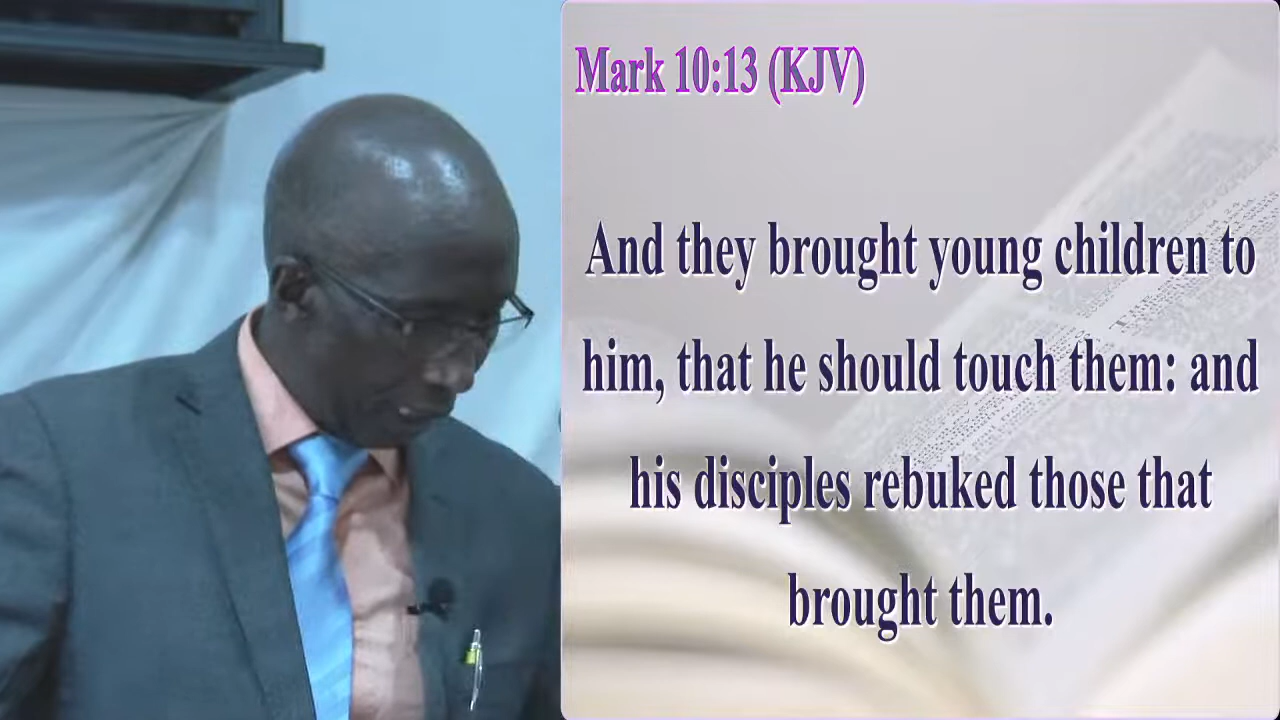 Mark 10:13 (KJV)
And they brought young children to
him, that he should touch them: and
his disciples rebuked those that
brought them.